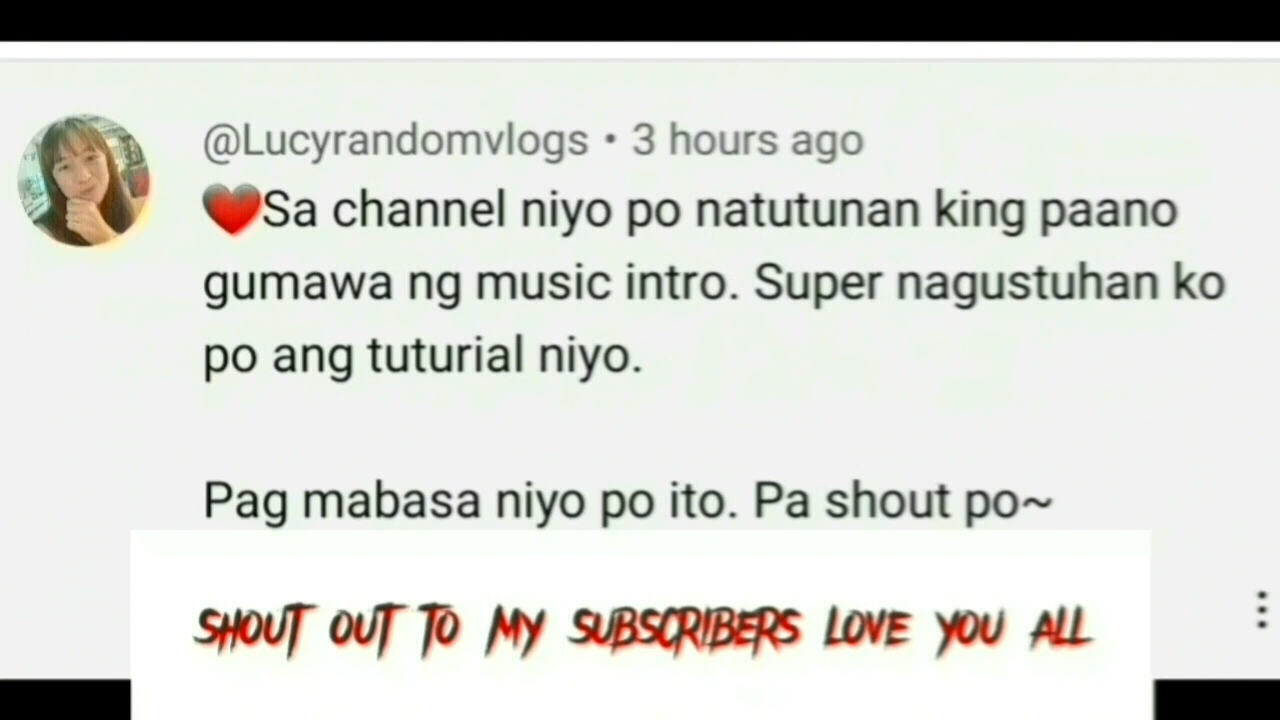 @Lucyrandomvlogs • 3 hours ago
❤️Sa channel niyo po natutunan king paano
gumawa ng music intro. Super nagustuhan ko
po ang tuturial niyo.
Pag mabasa niyo po ito. Pa shout po~
SHOUT OUT TO MY SUBSCRIBERS LOVE YOU ALL